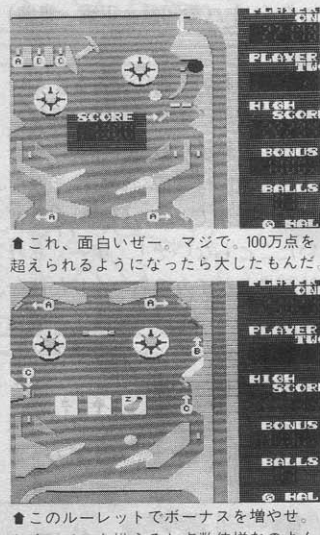 PLAYER
ONE
PLAYER
TWO
HIGH
SCORE
BONUS
BALLS
© HAL
A B C
SCORE
A A
⬆これ、面白いぜー。マジで。100万点を
超えられるようになったら大したもんだ。
ONE
PLAYER
TWO
HIGH
SCORE
BONUS
BALLS
© HAL
A A
B
C
C
⬆このルーレットでボーナスを増やせ。